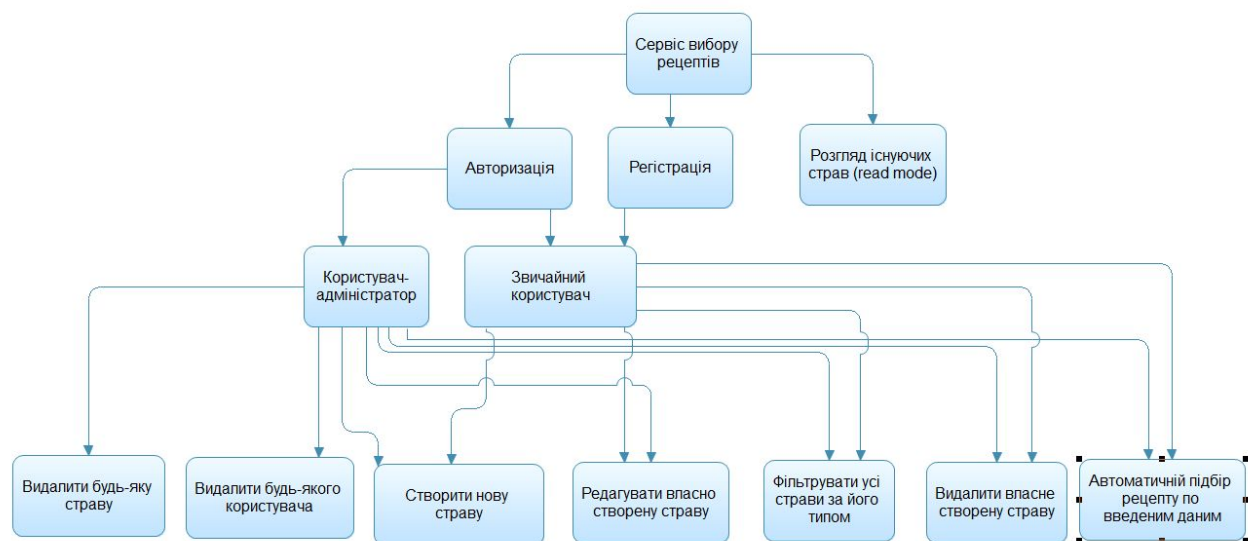 Сервіс вибору
рецептів
Авторизація
Регістрація
Розгляд існуючих
страв (read mode)
Користувач-
адміністратор
Звичайний
користувач
Видалити будь-яку
страву
Видалити будь-якого
користувача
Створити нову
страву
Редагувати власно
створену страву
Фільтрувати усі
страви за його
типом
Видалити власне
створену страву
Автоматичній підбір
рецепту по
введеним даним